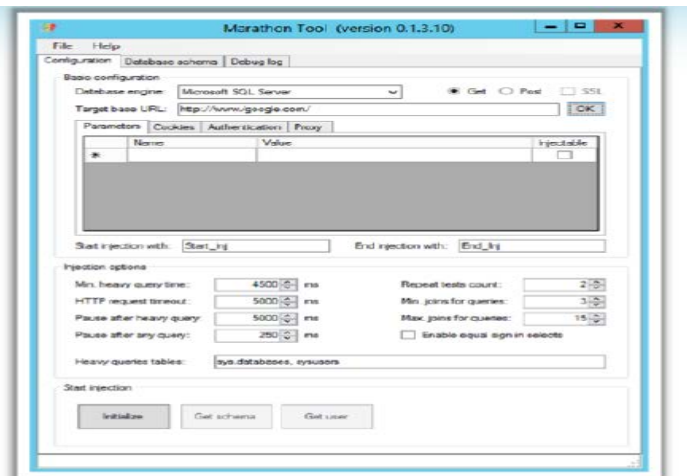 Marathon Tool (version 0.1.3.10)
File Help
Configuration Database schema Debug log
Basic configuration
Database engine: Microsoft SQL Server Get Post SSL
Target base URL: http://www./google.com/ OK
Parameters Cookies Authentication Proxy
Name Value Injectable
Start injection with: Start_Inj End injection with: End_Inj
Injection options
Min. heavy query time: 4500 ms Repeat tests count: 2
HTTP request timeout: 5000 ms Min. joins for queries: 3
Pause after heavy query: 5000 ms Max. joins for queries: 15
Pause after any query: 250 ms Enable equal sign in selects
Heavy queries tables: sys.databases, sysusers
Start injection
Initialize Get schema Get user